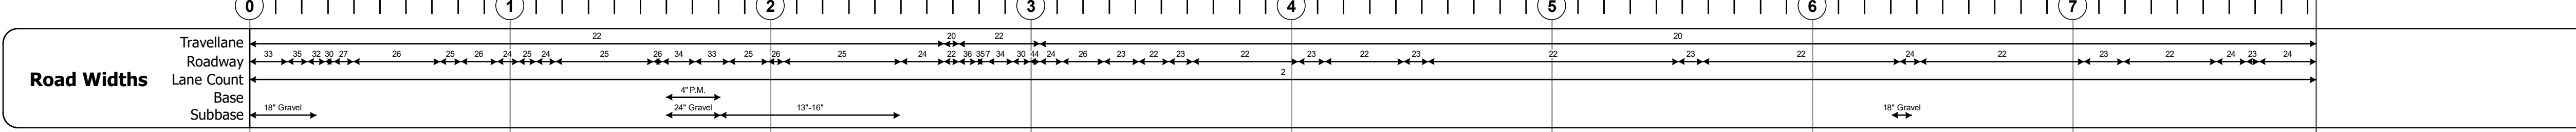 0 1 2 3 4 5 6 7
Road Widths
Travellane 22 20 22 20
Roadway 33 35 32 30 27 26 25 26 24 25 24 25 26 34 33 25 26 25 24 22 36 35 7 34 30 44 24 26 23 22 23 22 23 22 23 22 23 22 24 22 23 22 24 23 24
Lane Count 2
Base 4" P.M.
Subbase 18" Gravel 24" Gravel 13"-16" 18" Gravel